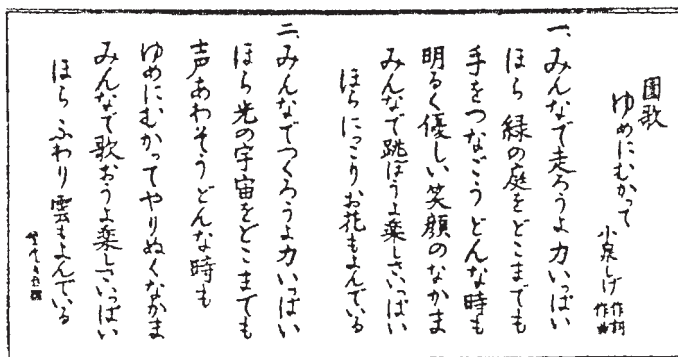 園歌
ゆめにむかって
小泉しげ 作詞 作曲
一、みんなで走ろうよ力いっぱい
ほら 緑の庭をどこまでも
手をつなごう どんな時も
明るく優しい笑顔のなかま
みんなで跳ぼうよ楽しさいっぱい
ほら にっこりお花もよんでいる
二、みんなでつくろうよ力いっぱい
ほら 光の宇宙をどこまでも
声あわそう どんな時も
ゆめにむかってやりぬくなかま
みんなで歌おうよ楽しさいっぱい
ほら ふわり雲もよんでいる